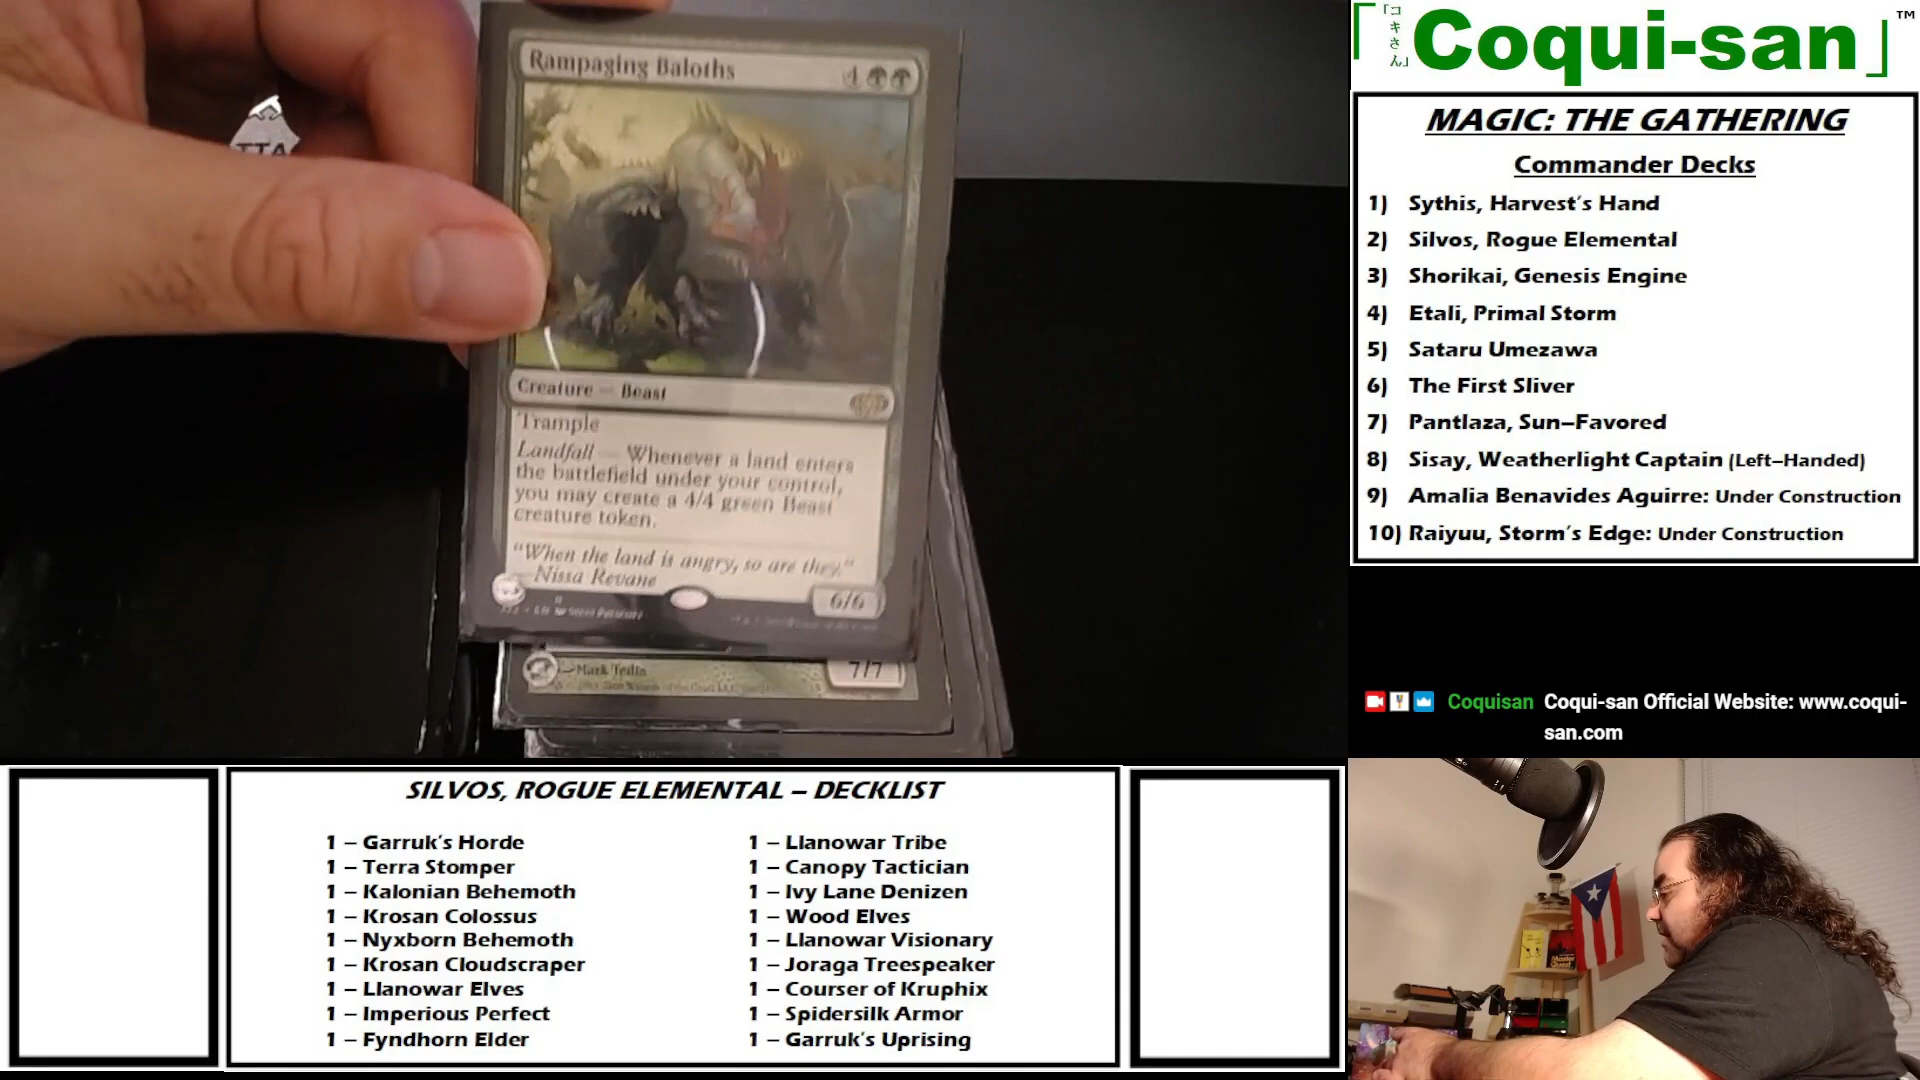 Rampaging Baloths 4
Creature — Beast
Trample
Landfall — Whenever a land enters
the battlefield under your control,
you may create a 4/4 green Beast
creature token.
"When the land is angry, so are they."
—Nissa Revane
6/6
Mark Tedin
7/7
TTA
「コキさん」
「Coqui-san」™
MAGIC: THE GATHERING
Commander Decks
1) Sythis, Harvest's Hand
2) Silvos, Rogue Elemental
3) Shorikai, Genesis Engine
4) Etali, Primal Storm
5) Sataru Umezawa
6) The First Sliver
7) Pantlaza, Sun-Favored
8) Sisay, Weatherlight Captain (Left-Handed)
9) Amalia Benavides Aguirre: Under Construction
10) Raiyuu, Storm's Edge: Under Construction
Coquisan Coqui-san Official Website: www.coqui-
san.com
Master
Quest
SILVOS, ROGUE ELEMENTAL – DECKLIST
1 – Garruk's Horde
1 – Terra Stomper
1 – Kalonian Behemoth
1 – Krosan Colossus
1 – Nyxborn Behemoth
1 – Krosan Cloudscraper
1 – Llanowar Elves
1 – Imperious Perfect
1 – Fyndhorn Elder
1 – Llanowar Tribe
1 – Canopy Tactician
1 – Ivy Lane Denizen
1 – Wood Elves
1 – Llanowar Visionary
1 – Joraga Treespeaker
1 – Courser of Kruphix
1 – Spidersilk Armor
1 – Garruk's Uprising